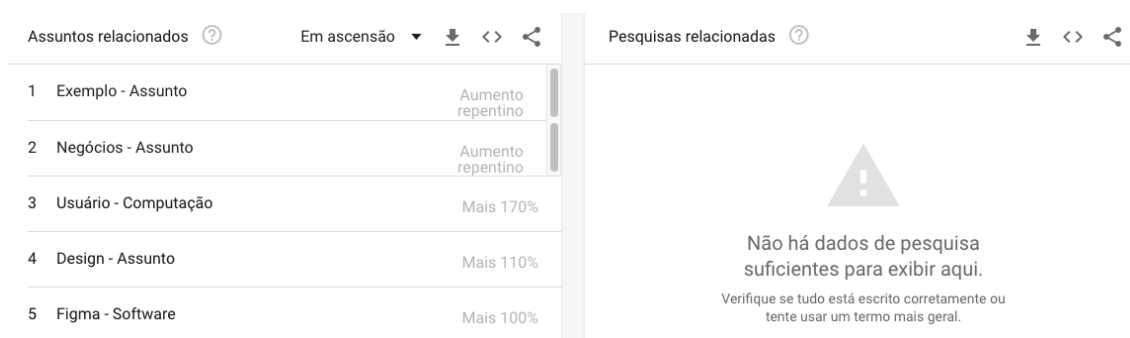 Assuntos relacionados
Em ascensão
1 Exemplo - Assunto
Aumento
repentino
2 Negócios - Assunto
Aumento
repentino
3 Usuário - Computação
Mais 170%
4 Design - Assunto
Mais 110%
5 Figma - Software
Mais 100%
Pesquisas relacionadas
Não há dados de pesquisa
suficientes para exibir aqui.
Verifique se tudo está escrito corretamente ou
tente usar um termo mais geral.